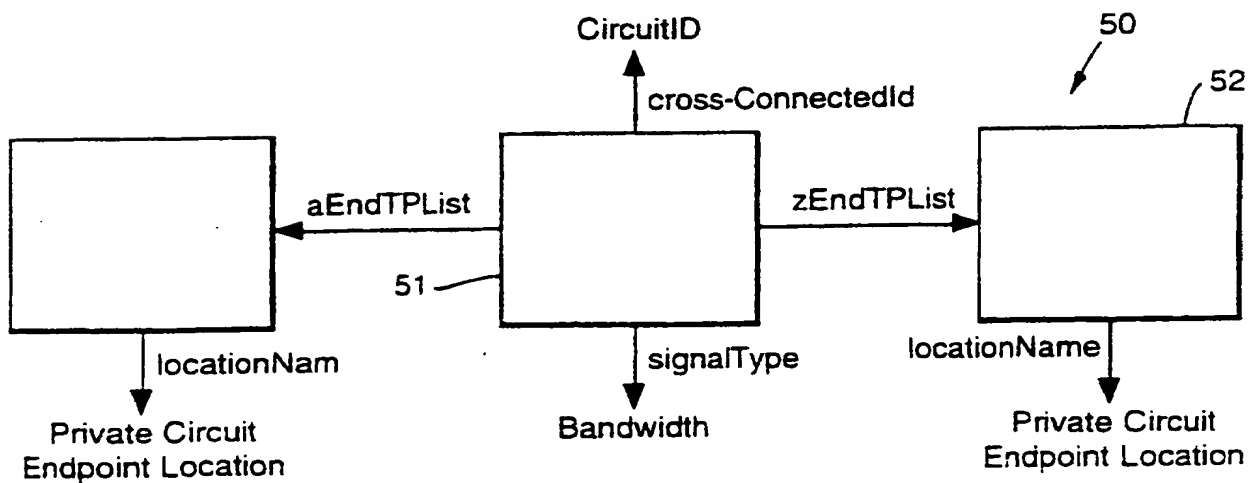 CircuitID
50
cross-ConnectedId
52
aEndTPList
zEndTPList
51
locationNam
signalType
locationName
Private Circuit
Endpoint Location
Bandwidth
Private Circuit
Endpoint Location